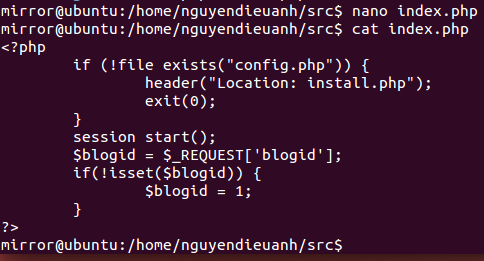 mirror@ubuntu:/home/nguyendieuanh/src$ nano index.php
mirror@ubuntu:/home/nguyendieuanh/src$ cat index.php
<?php
        if (!file exists("config.php")) {
                header("Location: install.php");
                exit(0);
        }
        session start();
        $blogid = $_REQUEST['blogid'];
        if(!isset($blogid)) {
                $blogid = 1;
        }
?>
mirror@ubuntu:/home/nguyendieuanh/src$